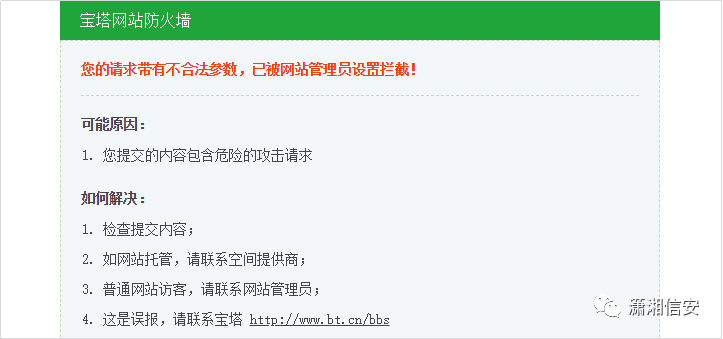 宝塔网站防火墙
您的请求带有不合法参数，已被网站管理员设置拦截！
可能原因：
1. 您提交的内容包含危险的攻击请求
如何解决：
1. 检查提交内容；
2. 如网站托管，请联系空间提供商；
3. 普通网站访客，请联系网站管理员；
4. 这是误报，请联系宝塔 http://www.bt.cn/bbs
潇湘信安